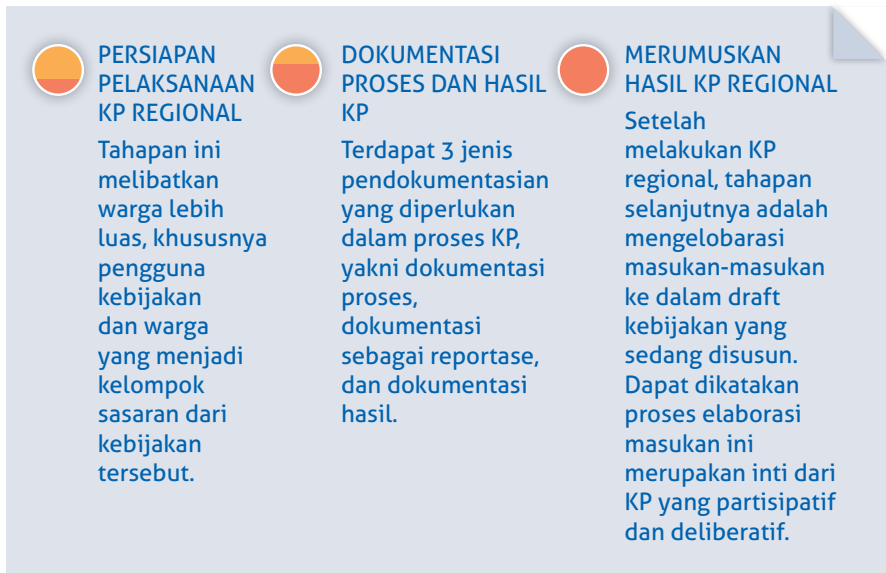 PERSIAPAN
PELAKSANAAN
KP REGIONAL
Tahapan ini
melibatkan
warga lebih
luas, khususnya
pengguna
kebijakan
dan warga
yang menjadi
kelompok
sasaran dari
kebijakan
tersebut.
DOKUMENTASI
PROSES DAN HASIL
KP
Terdapat 3 jenis
pendokumentasian
yang diperlukan
dalam proses KP,
yakni dokumentasi
proses,
dokumentasi
sebagai reportase,
dan dokumentasi
hasil.
MERUMUSKAN
HASIL KP REGIONAL
Setelah
melakukan KP
regional, tahapan
selanjutnya adalah
mengelobarasi
masukan-masukan
ke dalam draft
kebijakan yang
sedang disusun.
Dapat dikatakan
proses elaborasi
masukan ini
merupakan inti dari
KP yang partisipatif
dan deliberatif.